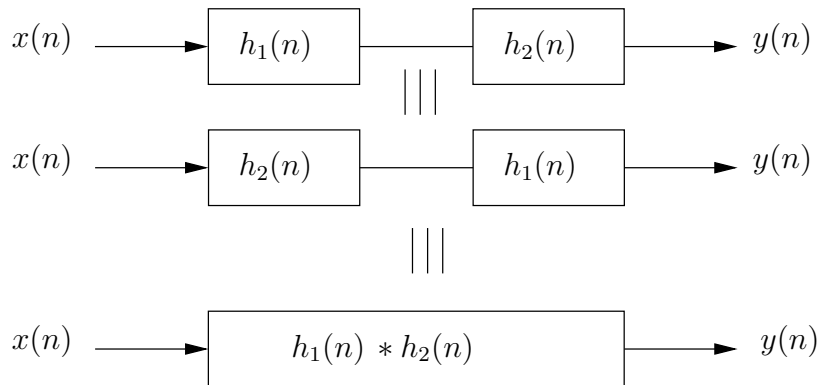 x(n) h₁(n) h₂(n) y(n)
x(n) h₂(n) h₁(n) y(n)
x(n) h₁(n) * h₂(n) y(n)